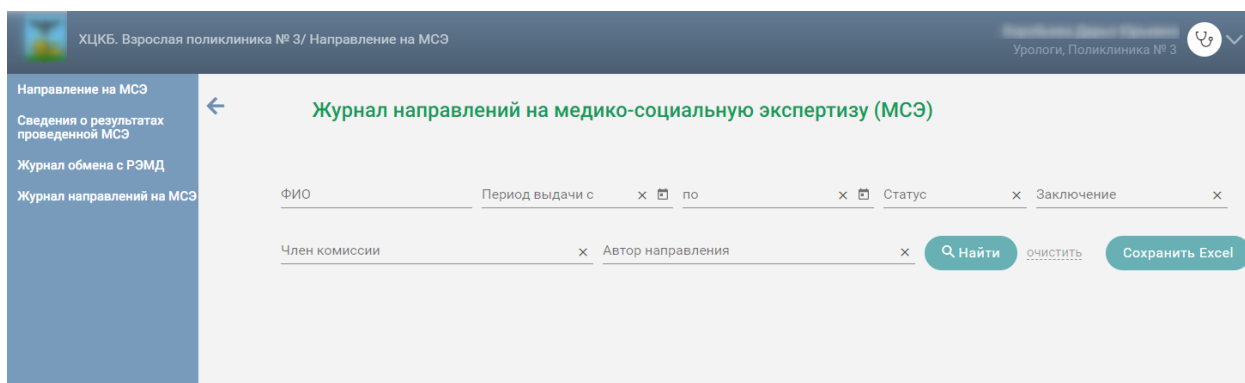 ХЦКБ. Взрослая поликлиника № 3/ Направление на МСЭ
Урологи, Поликлиника № 3
Направление на МСЭ
Сведения о результатах
проведенной МСЭ
Журнал обмена с РЭМД
Журнал направлений на МСЭ
Журнал направлений на медико-социальную экспертизу (МСЭ)
ФИО Период выдачи с по Статус Заключение
Член комиссии Автор направления Найти очистить Сохранить Excel